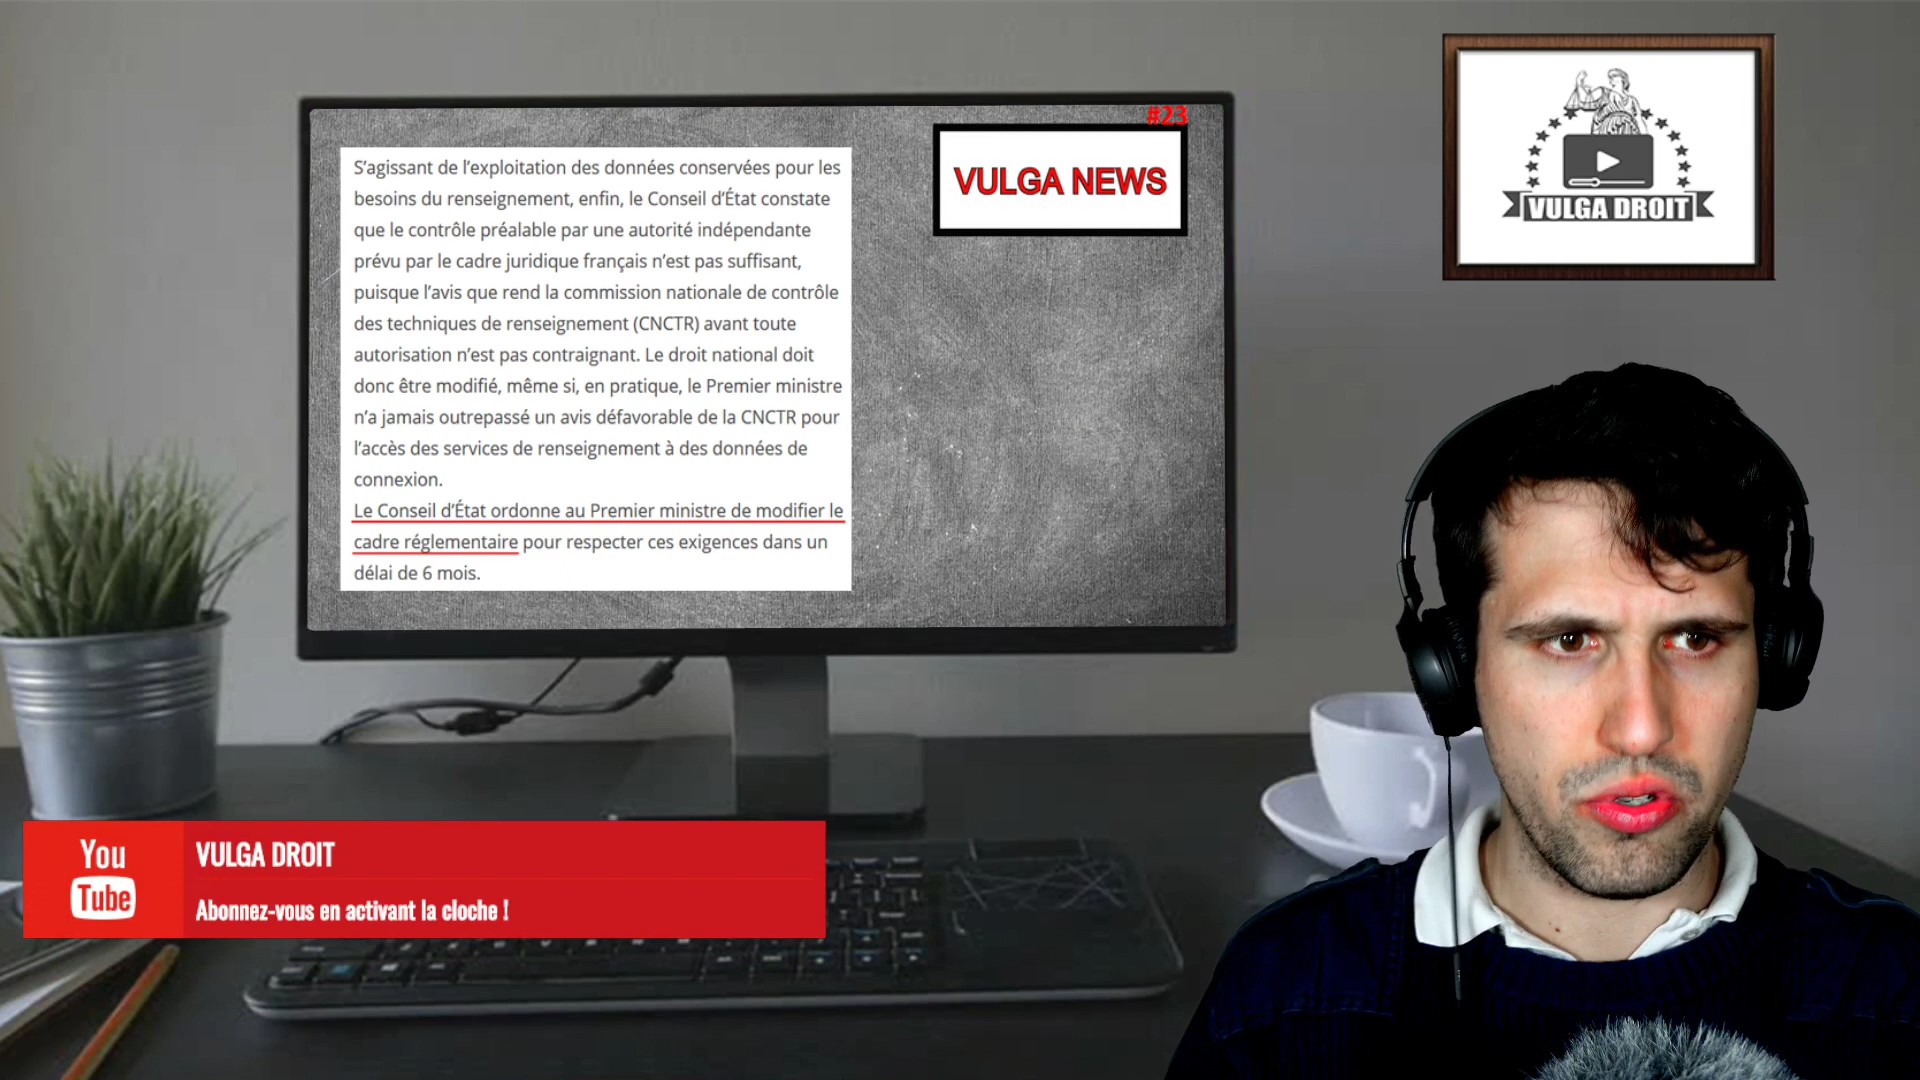 #23
VULGA NEWS
VULGA DROIT
S'agissant de l'exploitation des données conservées pour les
besoins du renseignement, enfin, le Conseil d'État constate
que le contrôle préalable par une autorité indépendante
prévu par le cadre juridique français n'est pas suffisant,
puisque l'avis que rend la commission nationale de contrôle
des techniques de renseignement (CNCTR) avant toute
autorisation n'est pas contraignant. Le droit national doit
donc être modifié, même si, en pratique, le Premier ministre
n'a jamais outrepassé un avis défavorable de la CNCTR pour
l'accès des services de renseignement à des données de
connexion.
Le Conseil d'État ordonne au Premier ministre de modifier le
cadre réglementaire pour respecter ces exigences dans un
délai de 6 mois.
You
Tube
VULGA DROIT
Abonnez-vous en activant la cloche !